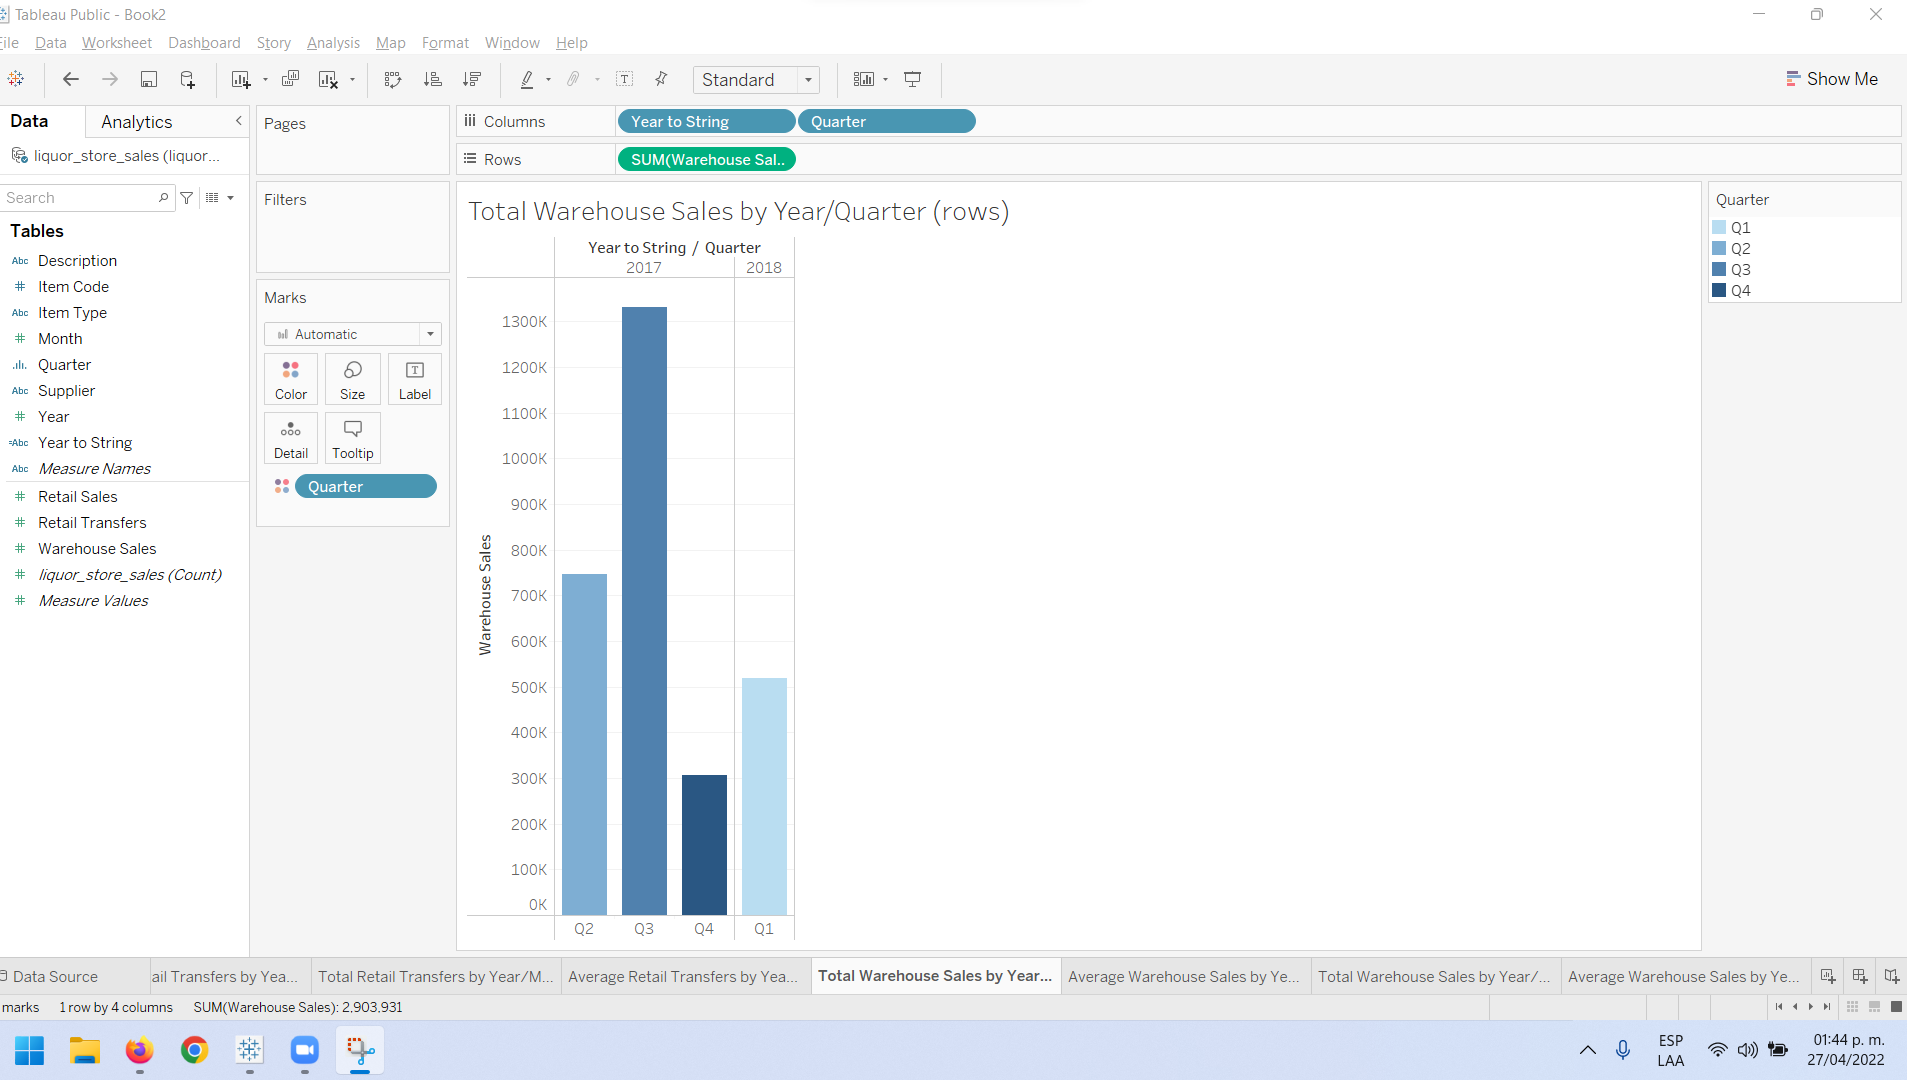 Tableau Public - Book2
ile Data Worksheet Dashboard Story Analysis Map Format Window Help
Standard
Show Me
Data
Analytics
liquor_store_sales (liquor...
Search
Tables
Abc Description
# Item Code
Abc Item Type
# Month
Quarter
Abc Supplier
# Year
=Abc Year to String
Abc Measure Names
# Retail Sales
# Retail Transfers
# Warehouse Sales
# liquor_store_sales (Count)
# Measure Values
Pages
Filters
Marks
Automatic
Color Size Label
Detail Tooltip
Quarter
Columns Year to String Quarter
Rows SUM(Warehouse Sal..
Total Warehouse Sales by Year/Quarter (rows)
Year to String / Quarter
2017 2018
1300K
1200K
1100K
1000K
900K
800K
700K
600K
500K
400K
300K
200K
100K
0K
Warehouse Sales
Q2 Q3 Q4 Q1
Quarter
Q1
Q2
Q3
Q4
Data Source
ail Transfers by Yea...
Total Retail Transfers by Year/M...
Average Retail Transfers by Yea...
Total Warehouse Sales by Year...
Average Warehouse Sales by Ye...
Total Warehouse Sales by Year/...
Average Warehouse Sales by Ye...
marks 1 row by 4 columns SUM(Warehouse Sales): 2,903,931
ESP
LAA
01:44 p. m.
27/04/2022